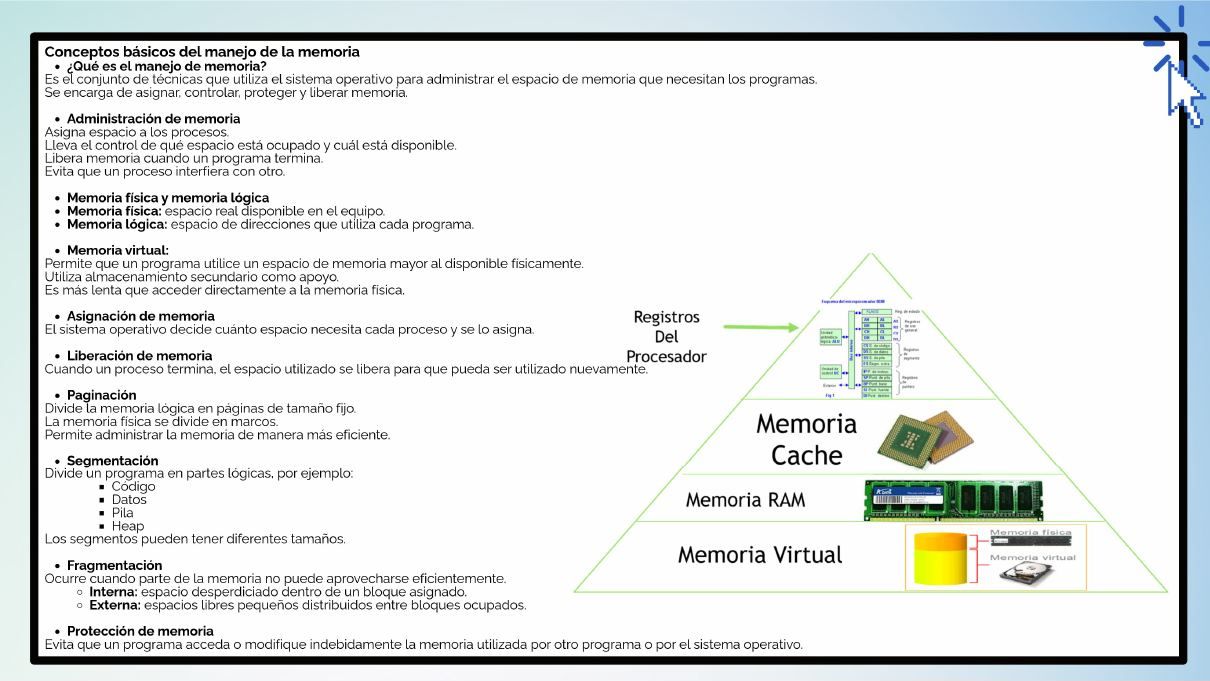 Conceptos básicos del manejo de la memoria
¿Qué es el manejo de memoria?
Es el conjunto de técnicas que utiliza el sistema operativo para administrar el espacio de memoria que necesitan los programas.
Se encarga de asignar, controlar, proteger y liberar memoria.
Administración de memoria
Asigna espacio a los procesos.
Lleva el control de qué espacio está ocupado y cuál está disponible.
Libera memoria cuando un programa termina.
Evita que un proceso interfiera con otro.
Memoria física y memoria lógica
Memoria física: espacio real disponible en el equipo.
Memoria lógica: espacio de direcciones que utiliza cada programa.
Memoria virtual:
Permite que un programa utilice un espacio de memoria mayor al disponible físicamente.
Utiliza almacenamiento secundario como apoyo.
Es más lenta que acceder directamente a la memoria física.
Asignación de memoria
El sistema operativo decide cuánto espacio necesita cada proceso y se lo asigna.
Liberación de memoria
Cuando un proceso termina, el espacio utilizado se libera para que pueda ser utilizado nuevamente.
Paginación
Divide la memoria lógica en páginas de tamaño fijo.
La memoria física se divide en marcos.
Permite administrar la memoria de manera más eficiente.
Segmentación
Divide un programa en partes lógicas, por ejemplo:
Código
Datos
Pila
Heap
Los segmentos pueden tener diferentes tamaños.
Fragmentación
Ocurre cuando parte de la memoria no puede aprovecharse eficientemente.
Interna: espacio desperdiciado dentro de un bloque asignado.
Externa: espacios libres pequeños distribuidos entre bloques ocupados.
Protección de memoria
Evita que un programa acceda o modifique indebidamente la memoria utilizada por otro programa o por el sistema operativo.
Registros
Del
Procesador
Memoria
Cache
Memoria RAM
Memoria Virtual
Memoria física
Memoria virtual